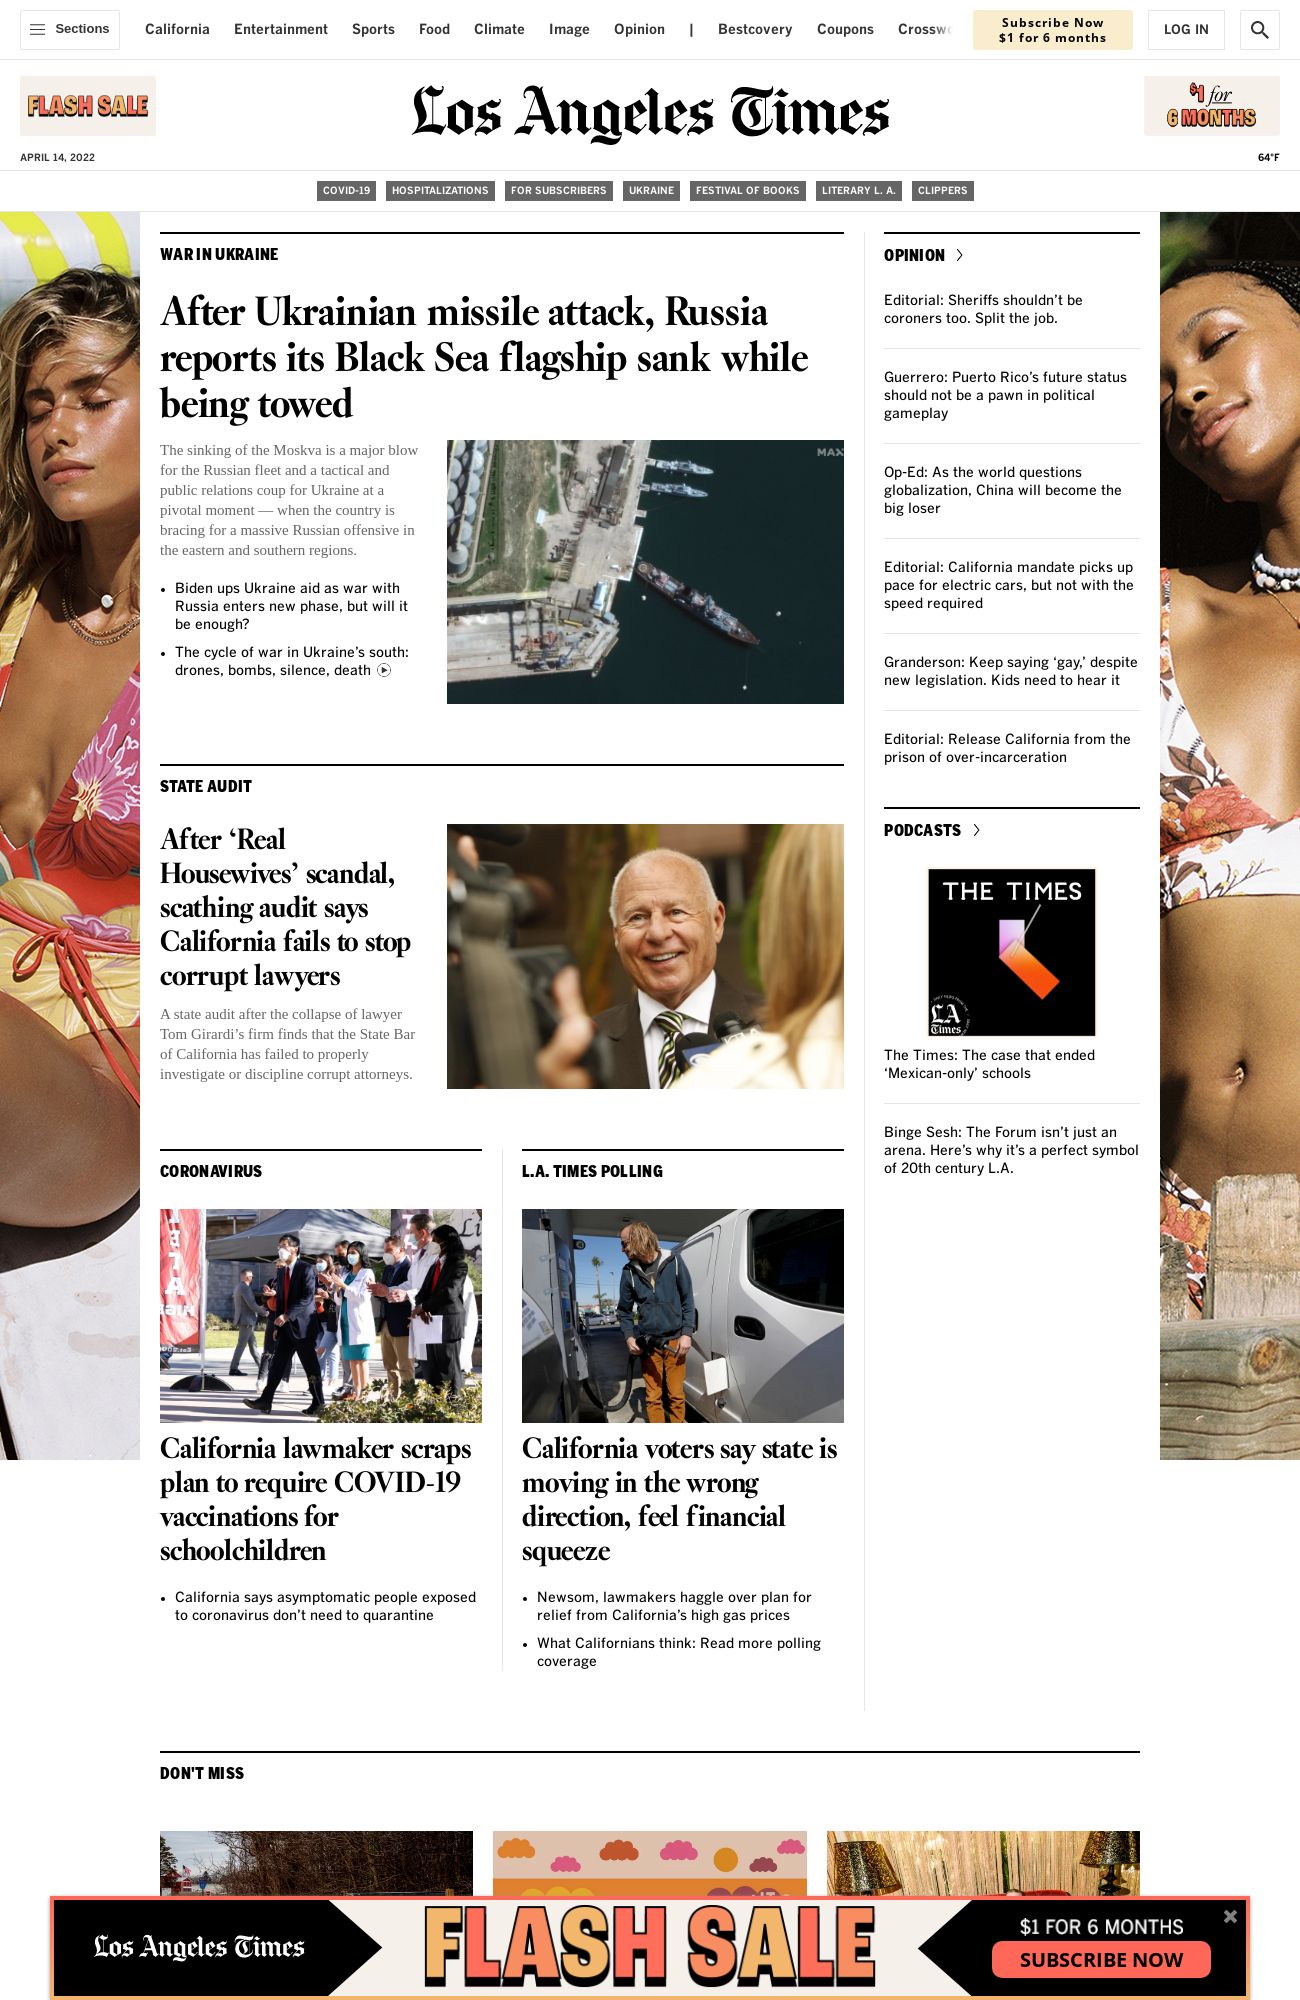 Sections
California Entertainment Sports Food Climate Image Opinion | Bestcovery Coupons
Subscribe Now
$1 for 6 months
LOG IN
FLASH SALE
Los Angeles Times
$1 for
6 MONTHS
APRIL 14, 2022
64°F
COVID-19 HOSPITALIZATIONS FOR SUBSCRIBERS UKRAINE FESTIVAL OF BOOKS LITERARY L. A. CLIPPERS
WAR IN UKRAINE
After Ukrainian missile attack, Russia
reports its Black Sea flagship sank while
being towed
The sinking of the Moskva is a major blow
for the Russian fleet and a tactical and
public relations coup for Ukraine at a
pivotal moment — when the country is
bracing for a massive Russian offensive in
the eastern and southern regions.
• Biden ups Ukraine aid as war with
Russia enters new phase, but will it
be enough?
• The cycle of war in Ukraine’s south:
drones, bombs, silence, death
MAX
STATE AUDIT
After ‘Real
Housewives’ scandal,
scathing audit says
California fails to stop
corrupt lawyers
A state audit after the collapse of lawyer
Tom Girardi’s firm finds that the State Bar
of California has failed to properly
investigate or discipline corrupt attorneys.
CORONAVIRUS
California lawmaker scraps
plan to require COVID-19
vaccinations for
schoolchildren
• California says asymptomatic people exposed
to coronavirus don’t need to quarantine
L.A. TIMES POLLING
California voters say state is
moving in the wrong
direction, feel financial
squeeze
• Newsom, lawmakers haggle over plan for
relief from California’s high gas prices
• What Californians think: Read more polling
coverage
OPINION
Editorial: Sheriffs shouldn’t be
coroners too. Split the job.
Guerrero: Puerto Rico’s future status
should not be a pawn in political
gameplay
Op-Ed: As the world questions
globalization, China will become the
big loser
Editorial: California mandate picks up
pace for electric cars, but not with the
speed required
Granderson: Keep saying ‘gay,’ despite
new legislation. Kids need to hear it
Editorial: Release California from the
prison of over-incarceration
PODCASTS
THE TIMES
LA
Times
The Times: The case that ended
‘Mexican-only’ schools
Binge Sesh: The Forum isn’t just an
arena. Here’s why it’s a perfect symbol
of 20th century L.A.
DON'T MISS
Los Angeles Times
FLASH SALE
$1 FOR 6 MONTHS
SUBSCRIBE NOW